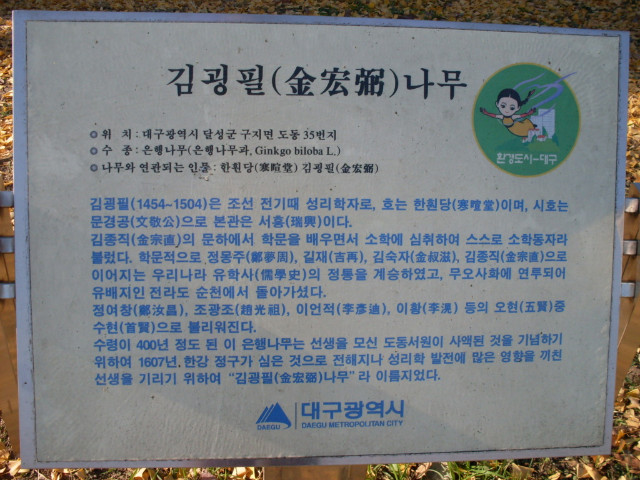 김굉필(金宏弼)나무
환경도시-대구
◎ 위 치 : 대구광역시 달성군 구지면 도동 35번지
◎ 수 종 : 은행나무(은행나무과, Ginkgo biloba L.)
◎ 나무와 연관되는 인물 : 한훤당(寒暄堂) 김굉필(金宏弼)
김굉필(1454-1504)은 조선 전기때 성리학자로, 호는 한훤당(寒暄堂)이며, 시호는
문경공(文敬公)으로 본관은 서흥(瑞興)이다.
김종직(金宗直)의 문하에서 학문을 배우면서 소학에 심취하여 스스로 소학동자라
불렀다. 학문적으로 정몽주(鄭夢周), 길재(吉再), 김숙자(金叔滋), 김종직(金宗直)으로
이어지는 우리나라 유학사(儒學史)의 정통을 계승하였고, 무오사화에 연루되어
유배지인 전라도 순천에서 돌아가셨다.
정여창(鄭汝昌), 조광조(趙光祖), 이언적(李彦迪), 이황(李滉) 등의 오현(五賢)중
수현(首賢)으로 불리워진다.
수령이 400년 정도 된 이 은행나무는 선생을 모신 도동서원이 사액된 것을 기념하기
위하여 1607년, 한강 정구가 심은 것으로 전해지나 성리학 발전에 많은 영향을 끼친
선생을 기리기 위하여 "김굉필(金宏弼)나무" 라 이름지었다.
DAEGU
대구광역시
DAEGU METROPOLITAN CITY